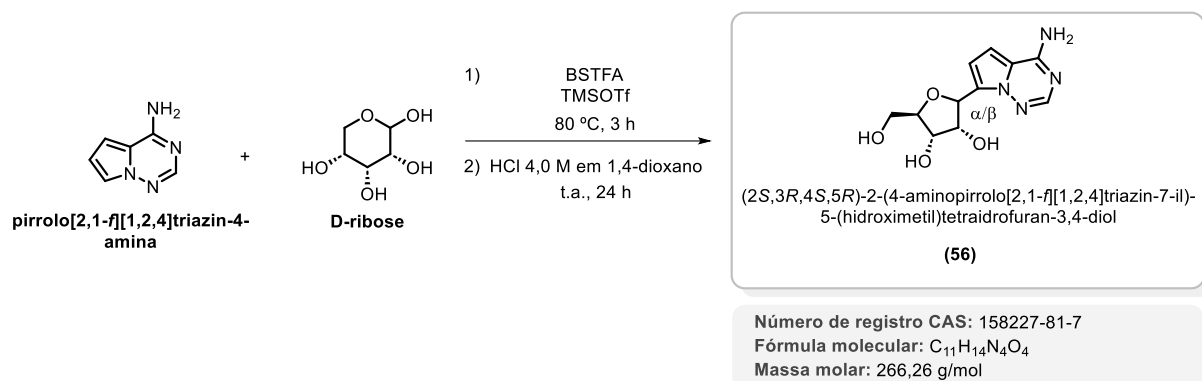 1)
BSTFA
TMSOTf
80 ºC, 3 h
2) HCl 4,0 M em 1,4-dioxano
t.a., 24 h
NH2
N
N
N
+
O
OH
HO
OH
OH
pirrolo[2,1-f][1,2,4]triazin-4-
amina
D-ribose
NH2
N
N
N
O
α/β
HO
HO
OH
(2S,3R,4S,5R)-2-(4-aminopirrolo[2,1-f][1,2,4]triazin-7-il)-
5-(hidroximetil)tetraidrofuran-3,4-diol
(56)
Número de registro CAS: 158227-81-7
Fórmula molecular: C11H14N4O4
Massa molar: 266,26 g/mol